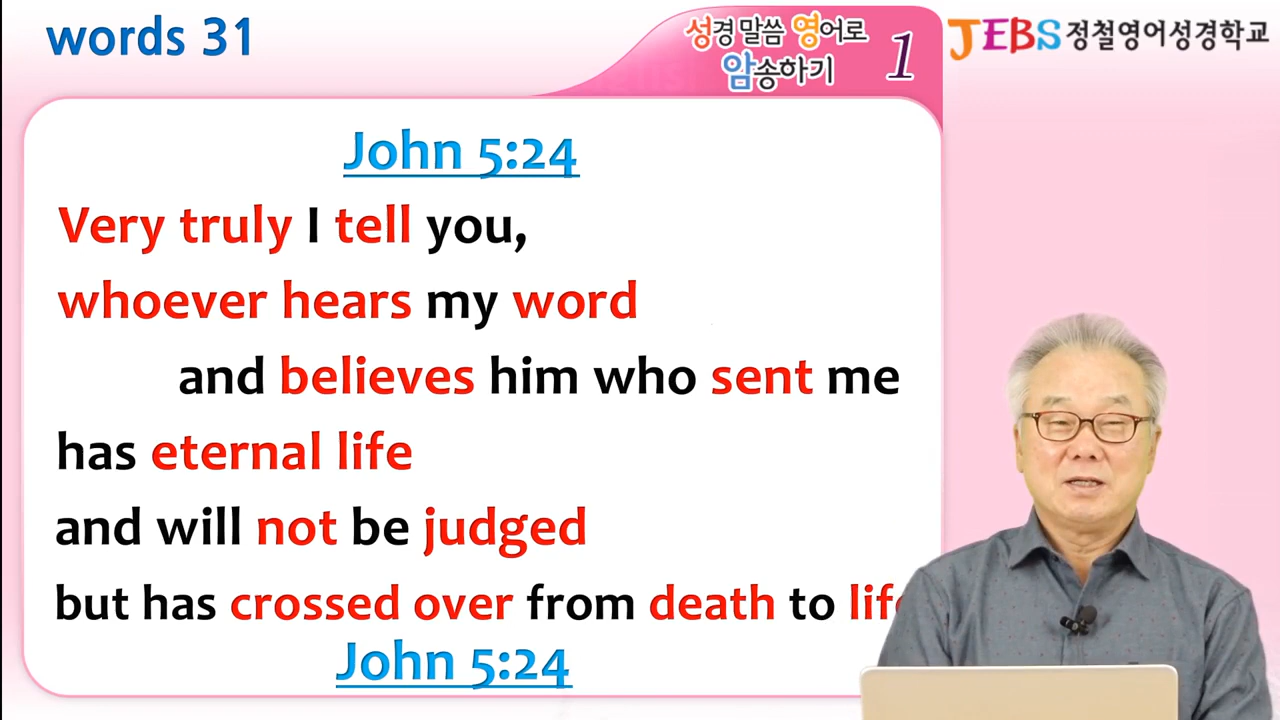 words 31
성경 말씀 영어로
암송하기
1
JEBS 정철영어성경학교
John 5:24
Very truly I tell you,
whoever hears my word
and believes him who sent me
has eternal life
and will not be judged
but has crossed over from death to life
John 5:24